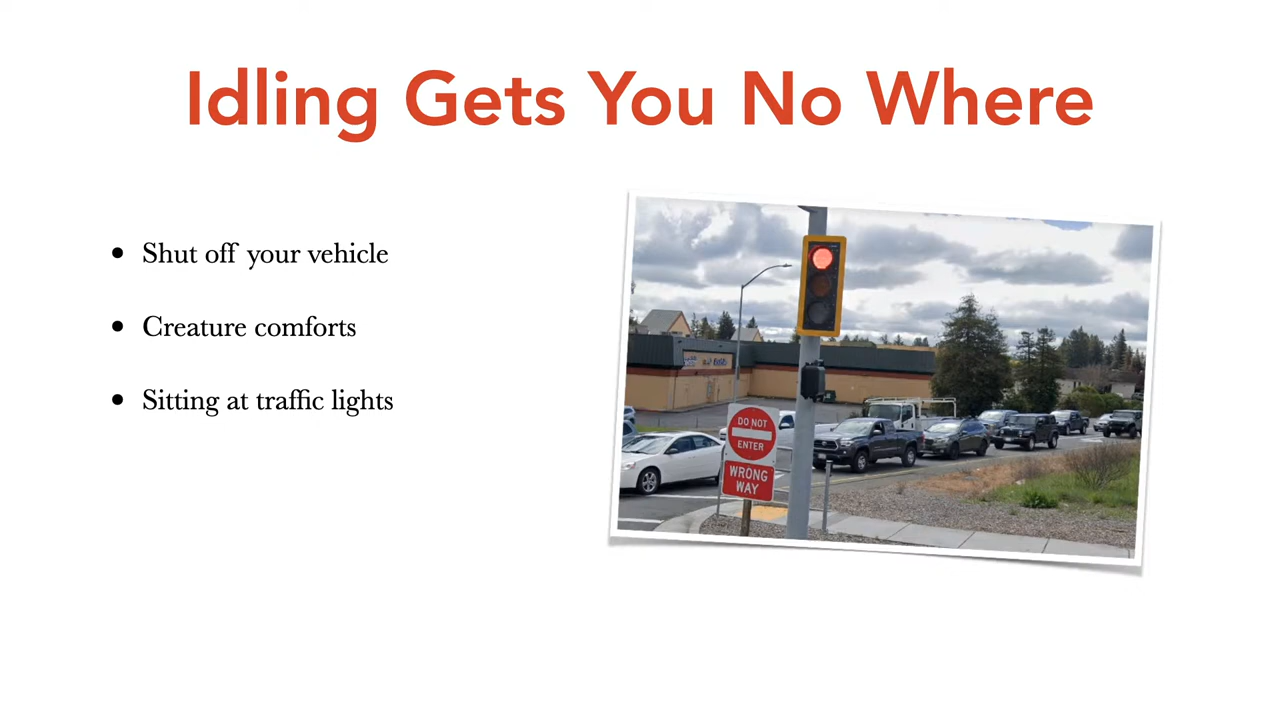 Idling Gets You No Where
• Shut off your vehicle
• Creature comforts
• Sitting at traffic lights
DO NOT
ENTER
WRONG
WAY